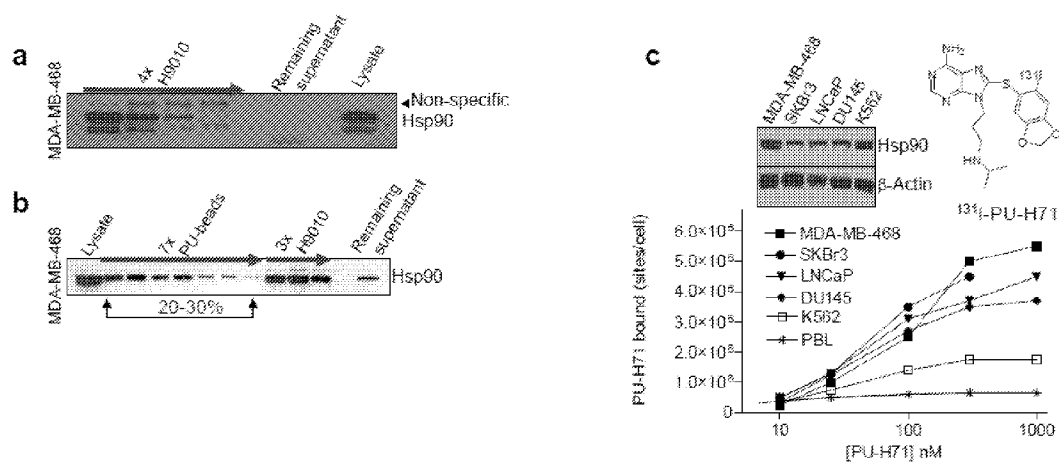 a
MDA-MB-468
4x
H9010
Remaining
supernatant
Lysate
Non-specific
Hsp90
b
MDA-MB-468
Lysate
7x
PU-beads
3x
H9010
Remaining
supernatant
Hsp90
20-30%
c
MDA-MB-468
SKBr3
LNCaP
DU145
K562
Hsp90
β-Actin
NH₂
N
N
N
N
S
131I
O
O
HN
131I-PU-H71
PU-H71 bound (sites/cell)
6.0×10⁶
5.0×10⁶
4.0×10⁶
3.0×10⁶
2.0×10⁶
1.0×10⁶
0
MDA-MB-468
SKBr3
LNCaP
DU145
K562
PBL
10
100
1000
[PU-H71] nM